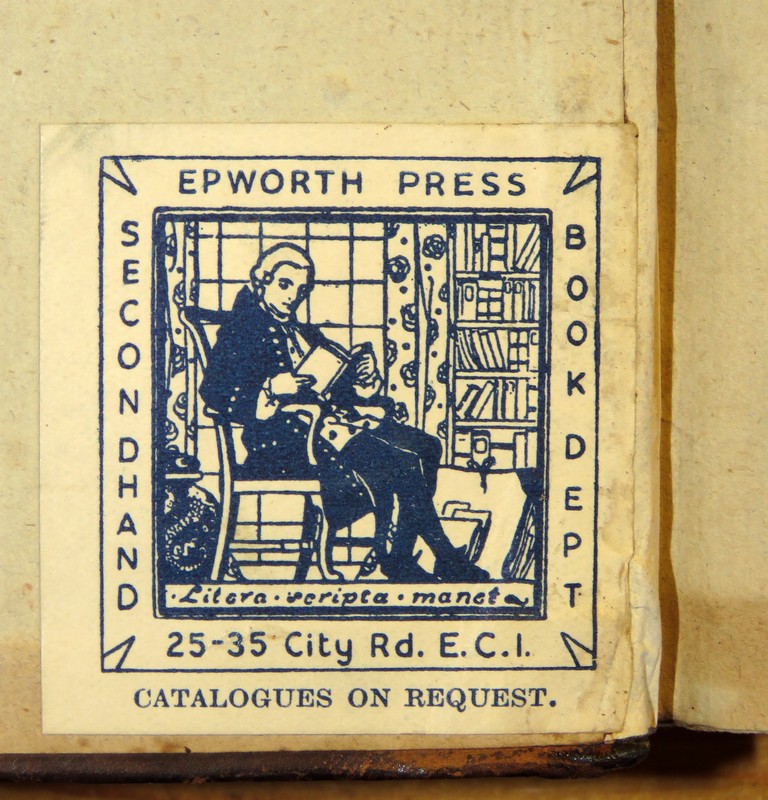 EPWORTH PRESS
SECONDHAND
BOOK DEPT
·Litera·scripta·manet
25-35 City Rd. E.C.1.
CATALOGUES ON REQUEST.